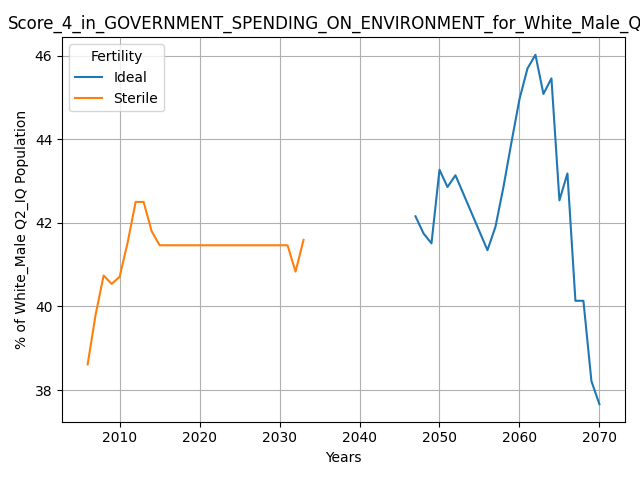 Score_4_in_GOVERNMENT_SPENDING_ON_ENVIRONMENT_for_White_Male_Q
Fertility
Ideal
Sterile
46
44
42
40
38
% of White_Male Q2_IQ Population
2010 2020 2030 2040 2050 2060 2070
Years